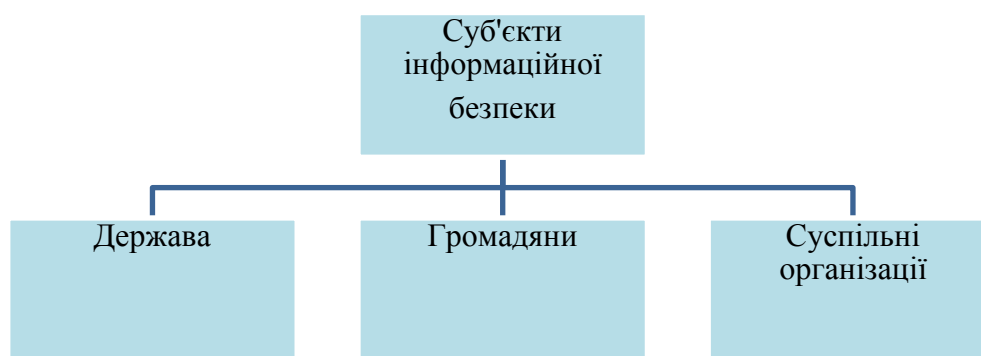 Суб'єкти
інформаційної
безпеки
Держава
Громадяни
Суспільні
організації